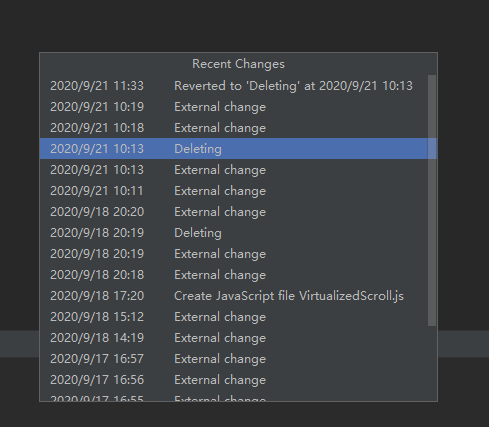 Recent Changes
2020/9/21 11:33 Reverted to 'Deleting' at 2020/9/21 10:13
2020/9/21 10:19 External change
2020/9/21 10:18 External change
2020/9/21 10:13 Deleting
2020/9/21 10:13 External change
2020/9/21 10:11 External change
2020/9/18 20:20 External change
2020/9/18 20:19 Deleting
2020/9/18 20:19 External change
2020/9/18 20:18 External change
2020/9/18 17:20 Create JavaScript file VirtualizedScroll.js
2020/9/18 15:12 External change
2020/9/18 14:19 External change
2020/9/17 16:57 External change
2020/9/17 16:56 External change
2020/9/17 16:55 External change